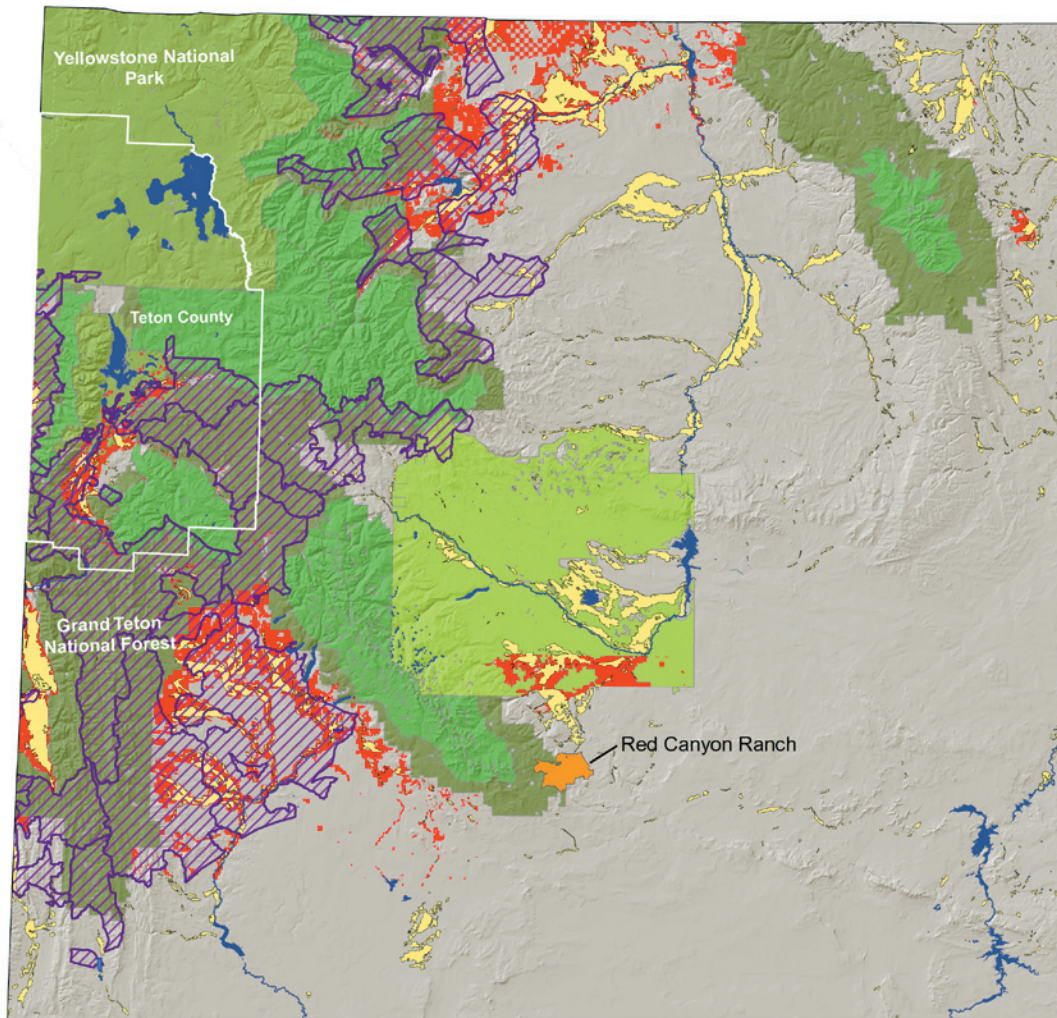 Yellowstone National
Park
Teton County
Grand Teton
National Forest
Red Canyon Ranch